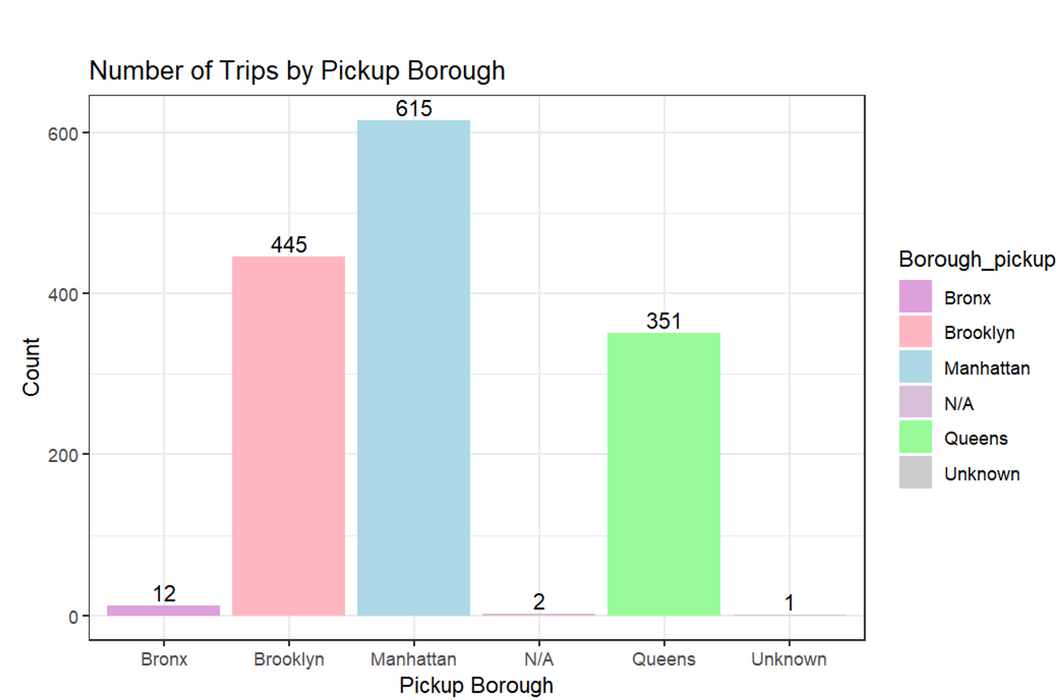 Number of Trips by Pickup Borough
615
600
445
400
351
Count
200
12
2
1
0
Bronx
Brooklyn
Manhattan
N/A
Queens
Unknown
Pickup Borough
Borough_pickup
Bronx
Brooklyn
Manhattan
N/A
Queens
Unknown